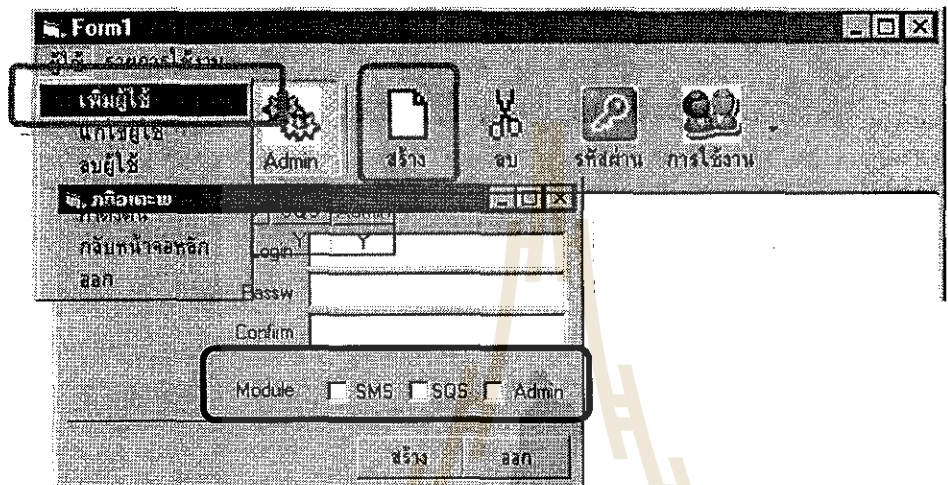 Form1
ผู้ใช้ รายการใช้งาน
เพิ่มผู้ใช้
แก้ไขผู้ใช้
ลบผู้ใช้
Admin สร้าง ลบ รหัสผ่าน การใช้งาน
SQS Admin
กลับหน้าจอหลัก
Y Y
ออก
Login
Passw
Confirm
Module SMS SQS Admin
สร้าง ออก